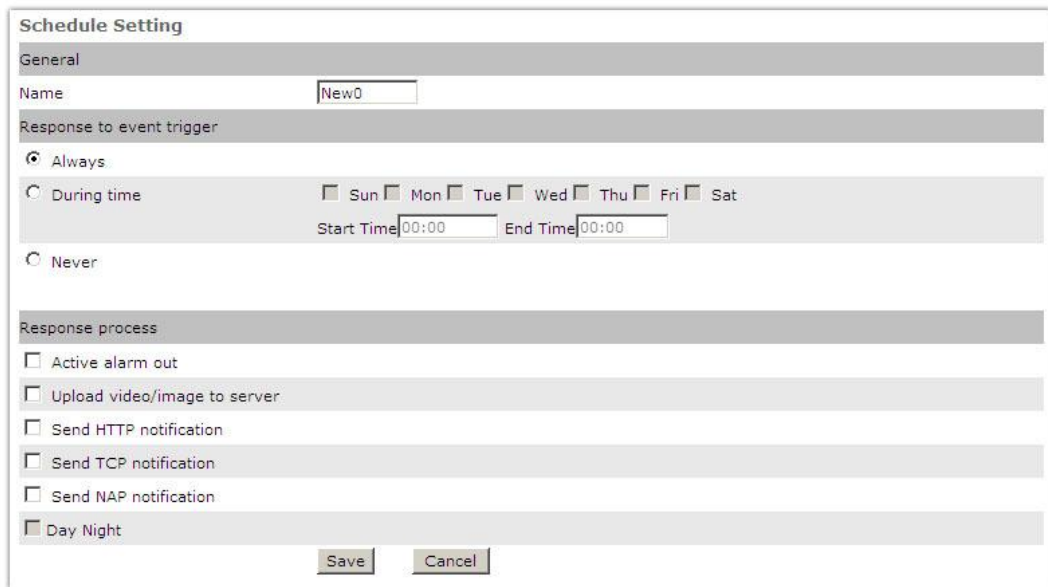 Schedule Setting
General
Name New0
Response to event trigger
Always
During time Sun Mon Tue Wed Thu Fri Sat
Start Time 00:00 End Time 00:00
Never
Response process
Active alarm out
Upload video/image to server
Send HTTP notification
Send TCP notification
Send NAP notification
Day Night
Save Cancel